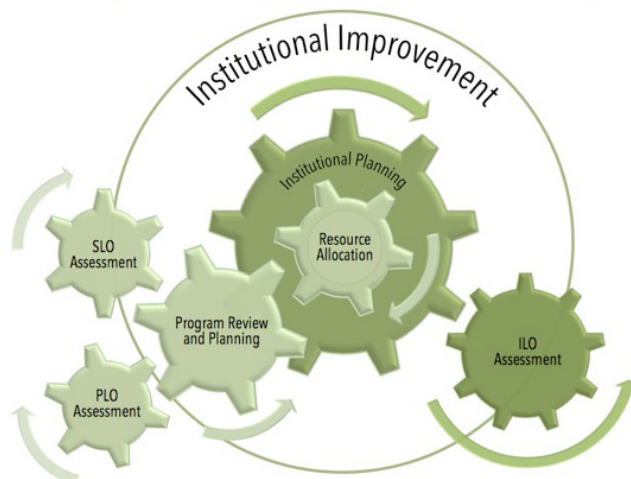 Institutional Improvement
Institutional Planning
Resource
Allocation
SLO
Assessment
Program Review
and Planning
ILO
Assessment
PLO
Assessment